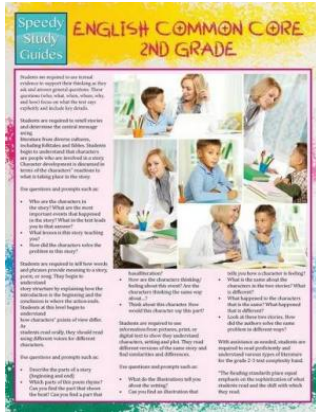 Speedy
Study
Guides
ENGLISH COMMON CORE
2ND GRADE
Students are required to use textual
evidence to support their thinking as they
ask and answer general questions. These
questions (who, what, when, where, why,
and how) focus on what the text says
explicitly and include key details.
Students are required to retell stories
and determine the central message
using
literature from diverse cultures,
including folktales and fables. Students
begin to understand that characters
are people who are involved in a story.
Character development is discussed in
terms of the characters' reactions to
what is taking place in the story.
Use questions and prompts such as:
• Who are the characters in
the story? What are the most
important events that happened
in the story? What in the text leads
you to that answer?
• What lesson is this story teaching
you?
• How did the characters solve the
problem in this story?
Students are required to tell how words
and phrases provide meaning to a story,
poem, or song. They begin to
understand
story structure by explaining how the
introduction is the beginning and the
conclusion is where the action ends.
Students at this level begin to
understand
how characters' points of view differ.
As
students read orally, they should read
using different voices for different
characters.
Use questions and prompts such as:
• Describe the parts of a story
(beginning and end)
• Which parts of this poem rhyme?
Can you find the part that shows
the beat? Can you find a part that
has alliteration?
• How are the characters thinking/
feeling about this event? Are the
characters thinking the same way
about...?
• Think about this character. How
would this character say this part?
Students are required to use
information from pictures, print, or
digital text to show they understand
characters, setting and plot. They read
different versions of the same story and
find similarities and differences.
Use questions and prompts such as:
• What do the illustrations tell you
about the setting?
• Can you find an illustration that
tells you how a character is feeling?
• What is the same about the
characters in the two stories? What
is different?
• What happened to the characters
that is the same? What happened
that is different?
• Look at these two stories. How
did the authors solve the same
problem in different ways?
With assistance as needed, students are
required to read proficiently and
understand various types of literature
for the grade 2-3 text complexity band.
"The Reading standards place equal
emphasis on the sophistication of what
students read and the skill with which
they read.